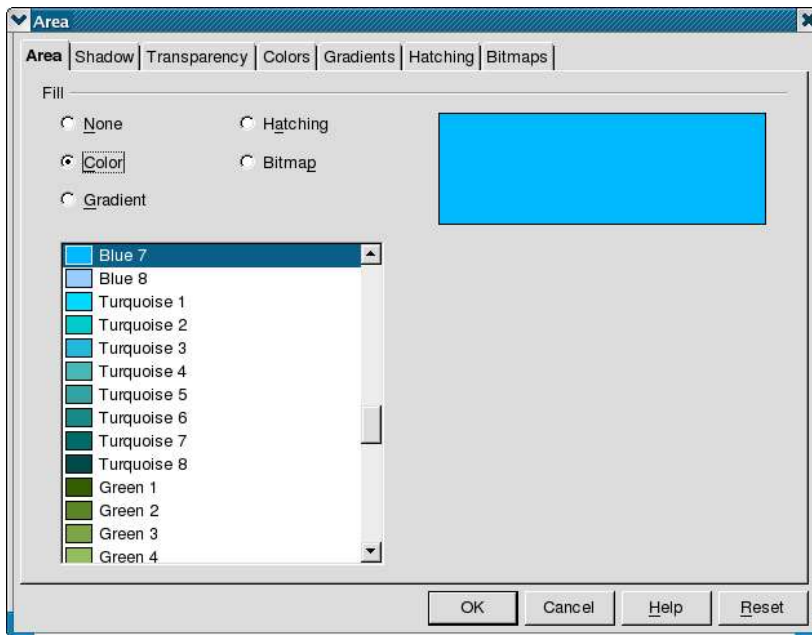 Area
Area Shadow Transparency Colors Gradients Hatching Bitmaps
Fill
None
Hatching
Color
Bitmap
Gradient
Blue 7
Blue 8
Turquoise 1
Turquoise 2
Turquoise 3
Turquoise 4
Turquoise 5
Turquoise 6
Turquoise 7
Turquoise 8
Green 1
Green 2
Green 3
Green 4
OK Cancel Help Reset